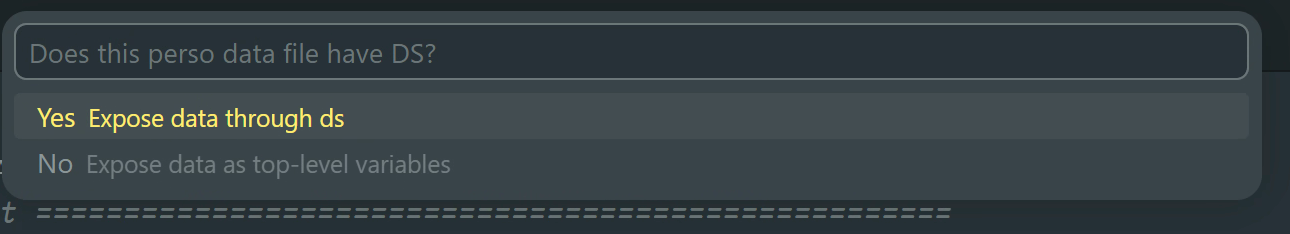 Does this perso data file have DS?
Yes Expose data through ds
No Expose data as top-level variables
t ====================================================